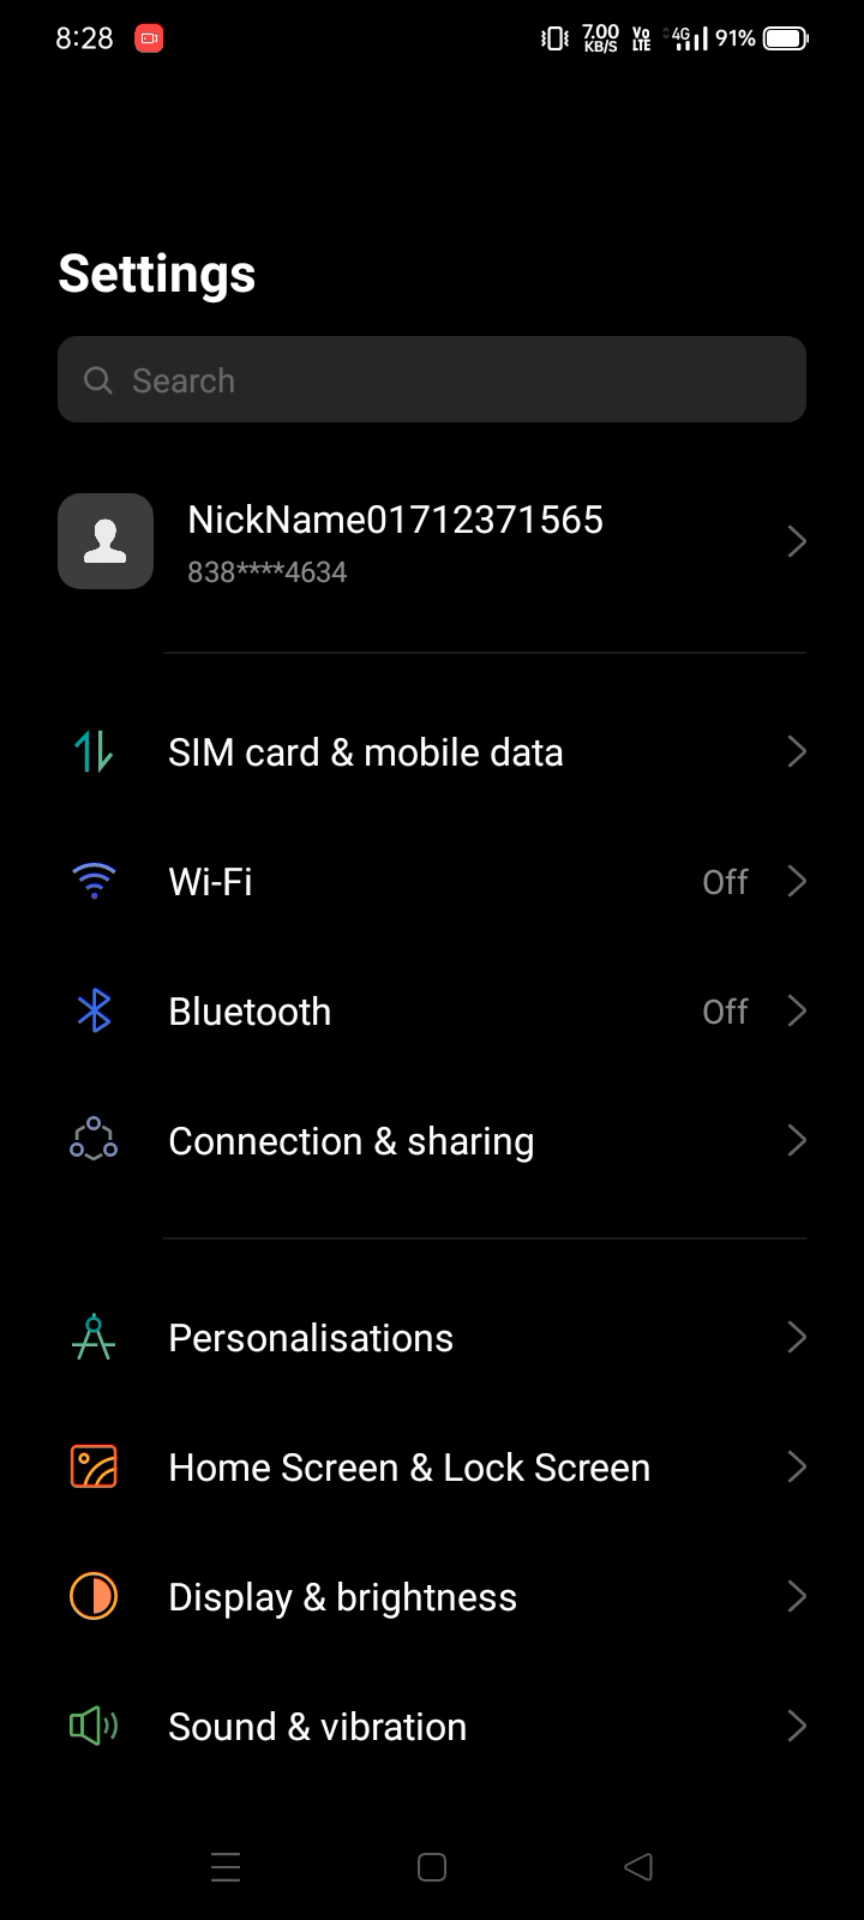 8:28 7.00 KB/S Vo LTE 4G 91%
Settings
Search
NickName01712371565
838****4634
SIM card & mobile data
Wi-Fi Off
Bluetooth Off
Connection & sharing
Personalisations
Home Screen & Lock Screen
Display & brightness
Sound & vibration